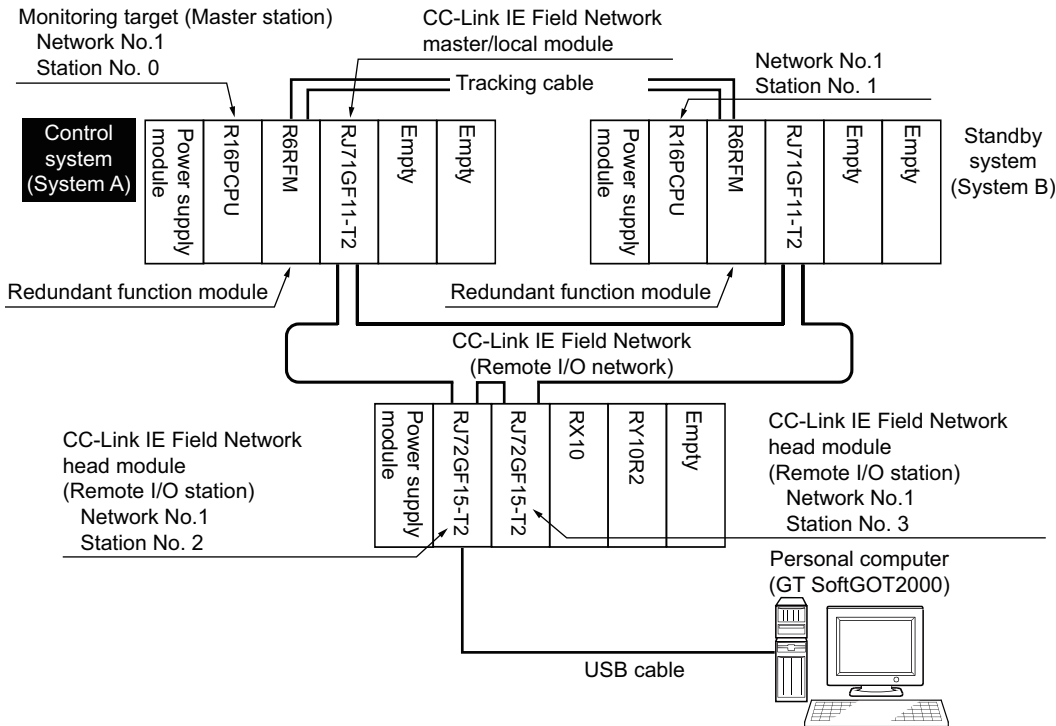 Monitoring target (Master station)
Network No.1
Station No. 0
CC-Link IE Field Network
master/local module
Network No.1
Station No. 1
Tracking cable
Control
system
(System A)
Power supply
module
R16PCPU
R6RFM
RJ71GF11-T2
Empty
Empty
Power supply
module
R16PCPU
R6RFM
RJ71GF11-T2
Empty
Empty
Standby
system
(System B)
Redundant function module
Redundant function module
CC-Link IE Field Network
(Remote I/O network)
CC-Link IE Field Network
head module
(Remote I/O station)
Network No.1
Station No. 2
Power supply
module
RJ72GF15-T2
RJ72GF15-T2
RX10
RY10R2
Empty
CC-Link IE Field Network
head module
(Remote I/O station)
Network No.1
Station No. 3
Personal computer
(GT SoftGOT2000)
USB cable